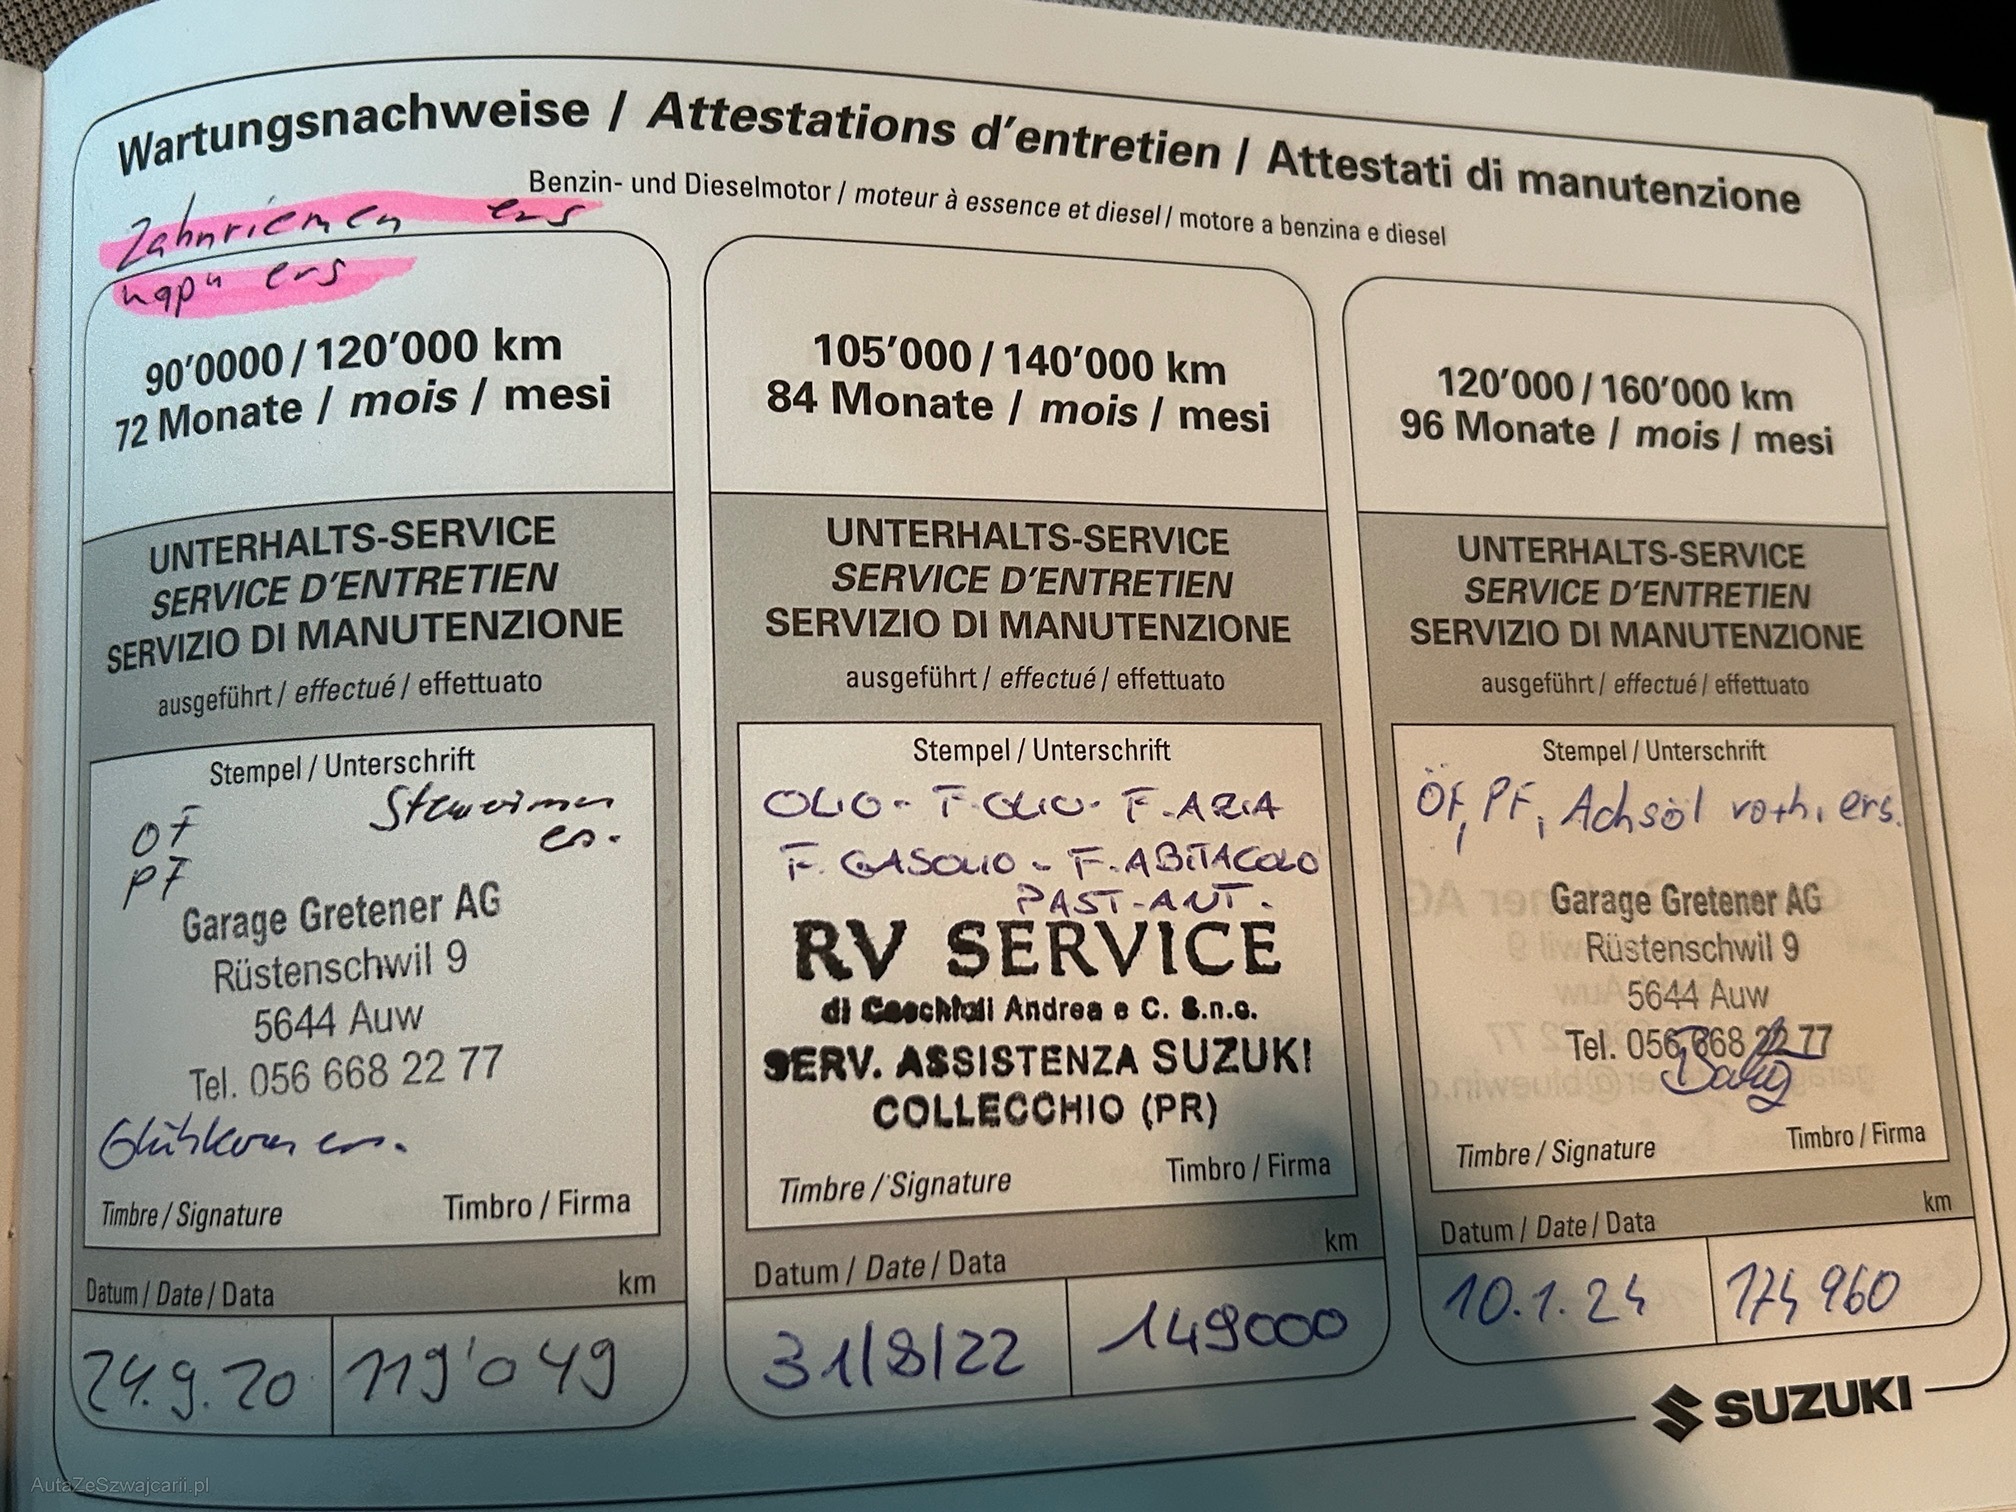 Wartungsnachweise / Attestations d'entretien / Attestati di manutenzione
Benzin- und Dieselmotor / moteur à essence et diesel / motore a benzina e diesel
Zahnriemen ers
ers
90'0000 / 120'000 km
72 Monate / mois / mesi
UNTERHALTS-SERVICE
SERVICE D'ENTRETIEN
SERVIZIO DI MANUTENZIONE
ausgeführt / effectué / effettuato
Stempel / Unterschrift
ÖF
PF
Garage Gretener AG
Rüstenschwil 9
5644 Auw
Tel. 056 668 22 77
Timbre / Signature Timbro / Firma
Datum / Date / Data km
24.9.20 119'049
105'000 / 140'000 km
84 Monate / mois / mesi
UNTERHALTS-SERVICE
SERVICE D'ENTRETIEN
SERVIZIO DI MANUTENZIONE
ausgeführt / effectué / effettuato
Stempel / Unterschrift
OLIO - F. OLIO - F. ARIA
F. GASOLIO - F. ABITACOLO
PAST. ANT.
RV SERVICE
di Andrea e C. S.n.c.
SERV. ASSISTENZA SUZUKI
COLLECCHIO (PR)
Timbre / Signature Timbro / Firma
Datum / Date / Data km
31/8/22 149000
120'000 / 160'000 km
96 Monate / mois / mesi
UNTERHALTS-SERVICE
SERVICE D'ENTRETIEN
SERVIZIO DI MANUTENZIONE
ausgeführt / effectué / effettuato
Stempel / Unterschrift
ÖF, PF, Achsöl vo+h, ers.
Garage Gretener AG
Rüstenschwil 9
5644 Auw
Tel. 056 668 22 77
Timbre / Signature Timbro / Firma
Datum / Date / Data km
10.1.24 174960
SUZUKI
AutaZeSzwajcarii.pl